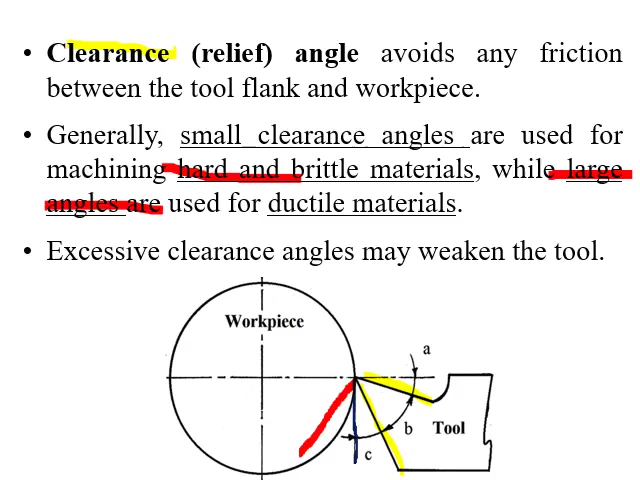 • Clearance (relief) angle avoids any friction
between the tool flank and workpiece.
• Generally, small clearance angles are used for
machining hard and brittle materials, while large
angles are used for ductile materials.
• Excessive clearance angles may weaken the tool.
Workpiece
a
b
Tool
c